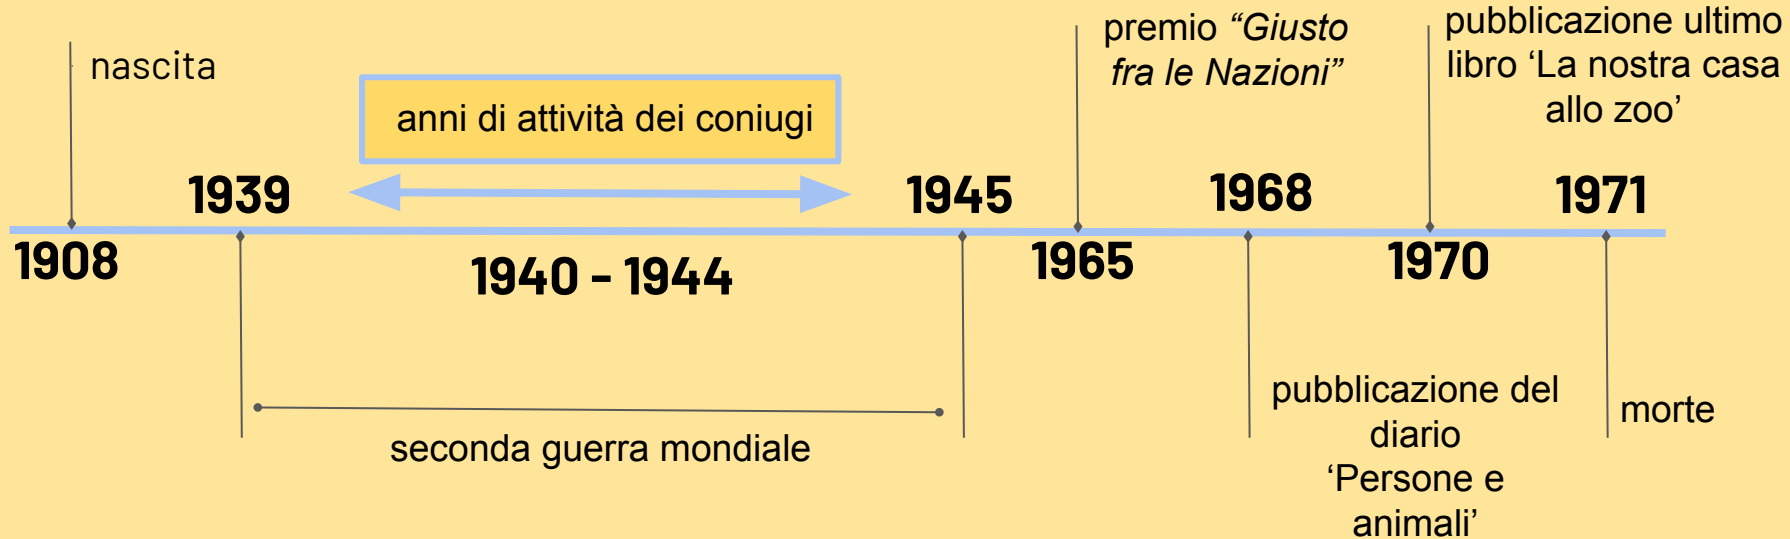 nascita
1908
1939
anni di attività dei coniugi
1940 - 1944
1945
seconda guerra mondiale
premio “Giusto
fra le Nazioni”
1965
1968
pubblicazione del
diario
‘Persone e
animali’
pubblicazione ultimo
libro ‘La nostra casa
allo zoo’
1970
1971
morte